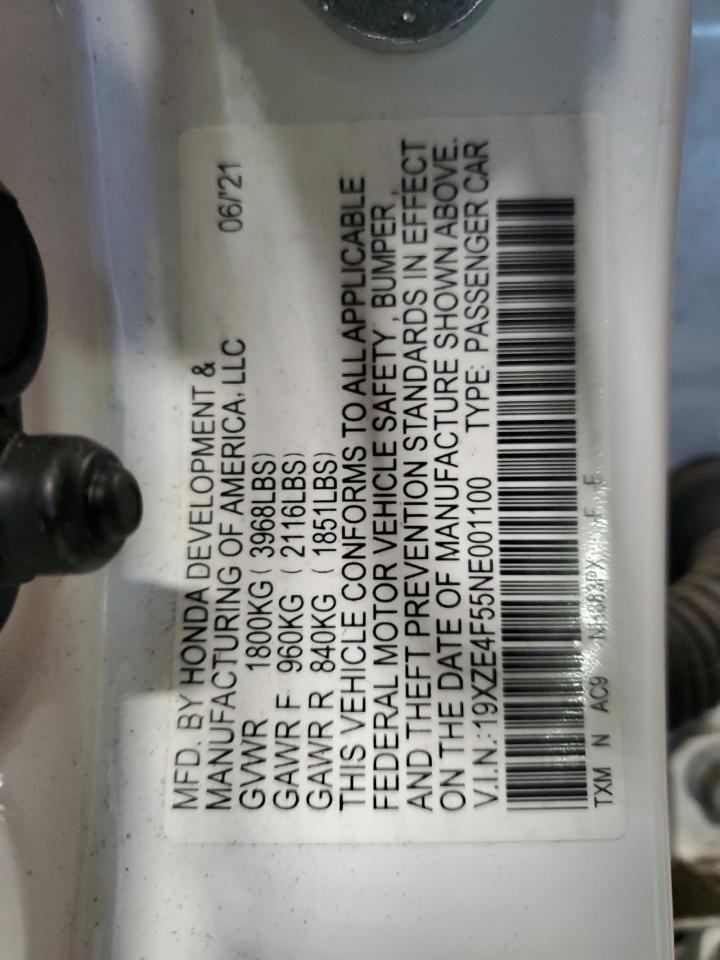 MFD. BY HONDA DEVELOPMENT &
MANUFACTURING OF AMERICA, LLC 06/'21
GVWR 1800KG ( 3968LBS)
GAWR F 960KG ( 2116LBS)
GAWR R 840KG ( 1851LBS)
THIS VEHICLE CONFORMS TO ALL APPLICABLE
FEDERAL MOTOR VEHICLE SAFETY , BUMPER ,
AND THEFT PREVENTION STANDARDS IN EFFECT
ON THE DATE OF MANUFACTURE SHOWN ABOVE.
V.I.N.: 19XZE4F55NE001100 TYPE: PASSENGER CAR
TXM N AC9 E E